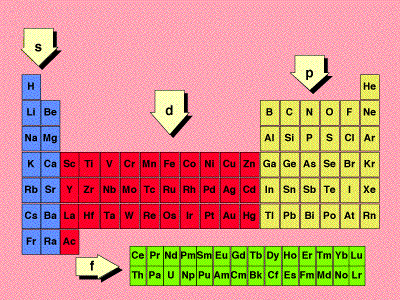 s
p
d
H He
Li Be B C N O F Ne
Na Mg Al Si P S Cl Ar
K Ca Sc Ti V Cr Mn Fe Co Ni Cu Zn Ga Ge As Se Br Kr
Rb Sr Y Zr Nb Mo Tc Ru Rh Pd Ag Cd In Sn Sb Te I Xe
Cs Ba La Hf Ta W Re Os Ir Pt Au Hg Tl Pb Bi Po At Rn
Fr Ra Ac
f
Ce Pr Nd Pm Sm Eu Gd Tb Dy Ho Er Tm Yb Lu
Th Pa U Np Pu Am Cm Bk Cf Es Fm Md No Lr